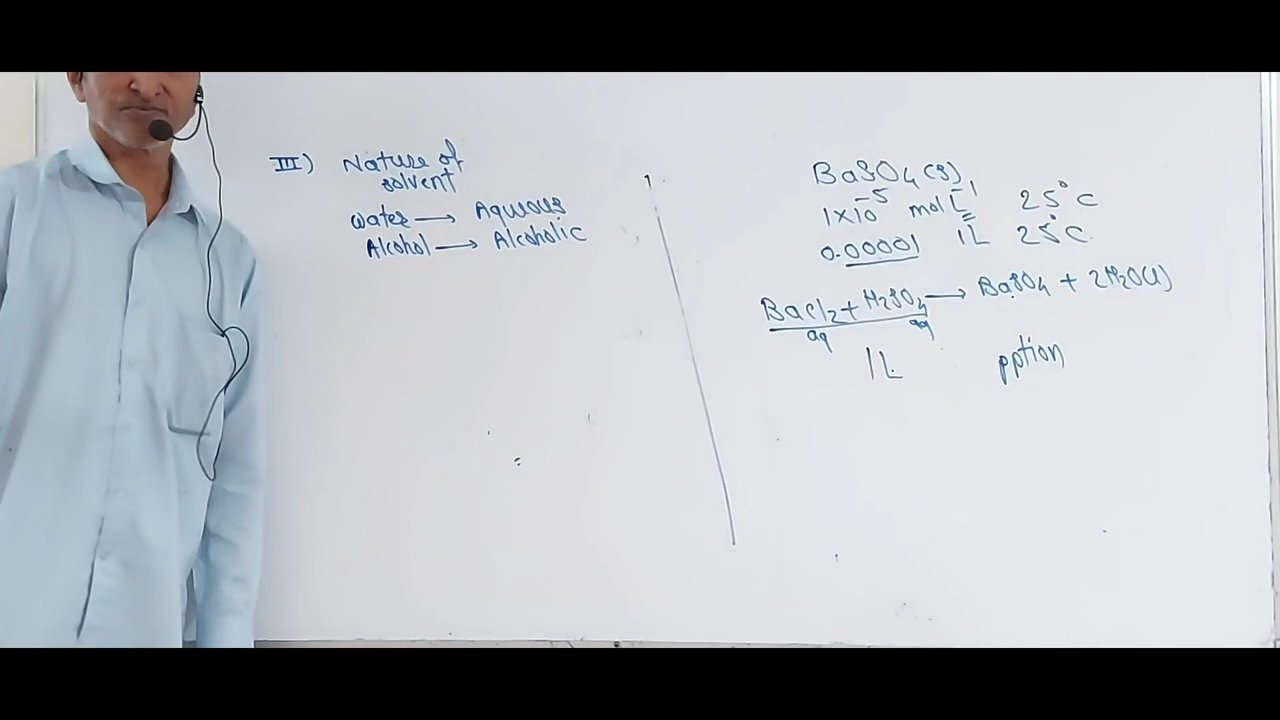 III) Nature of
solvent
Water → Aqueous
Alcohol → Alcoholic
BaSO₄(s)
1×10⁻⁵ mol L⁻¹ 25°C
0.00001 1L 25°C
BaCl₂ + H₂SO₄ → BaSO₄ + 2H₂O(l)
aq aq
1L pption